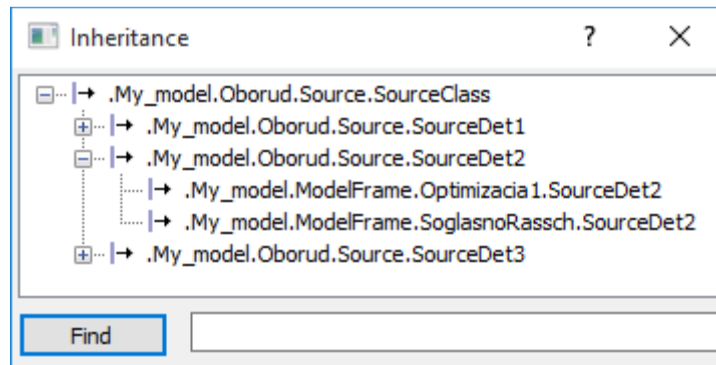 Inheritance ? ×
.My_model.Oborud.Source.SourceClass
.My_model.Oborud.Source.SourceDet1
.My_model.Oborud.Source.SourceDet2
.My_model.ModelFrame.Optimizacia1.SourceDet2
.My_model.ModelFrame.SoglasnoRassch.SourceDet2
.My_model.Oborud.Source.SourceDet3
Find